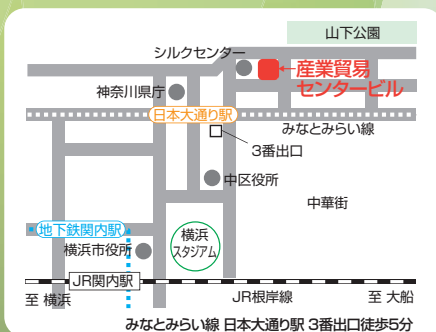 山下公園
シルクセンター
産業貿易
センタービル
神奈川県庁
日本大通り駅
みなとみらい線
3番出口
中区役所
中華街
地下鉄関内駅
横浜市役所
横浜
スタジアム
JR関内駅
至 横浜
JR根岸線
至 大船
みなとみらい線 日本大通り駅 3番出口徒歩5分